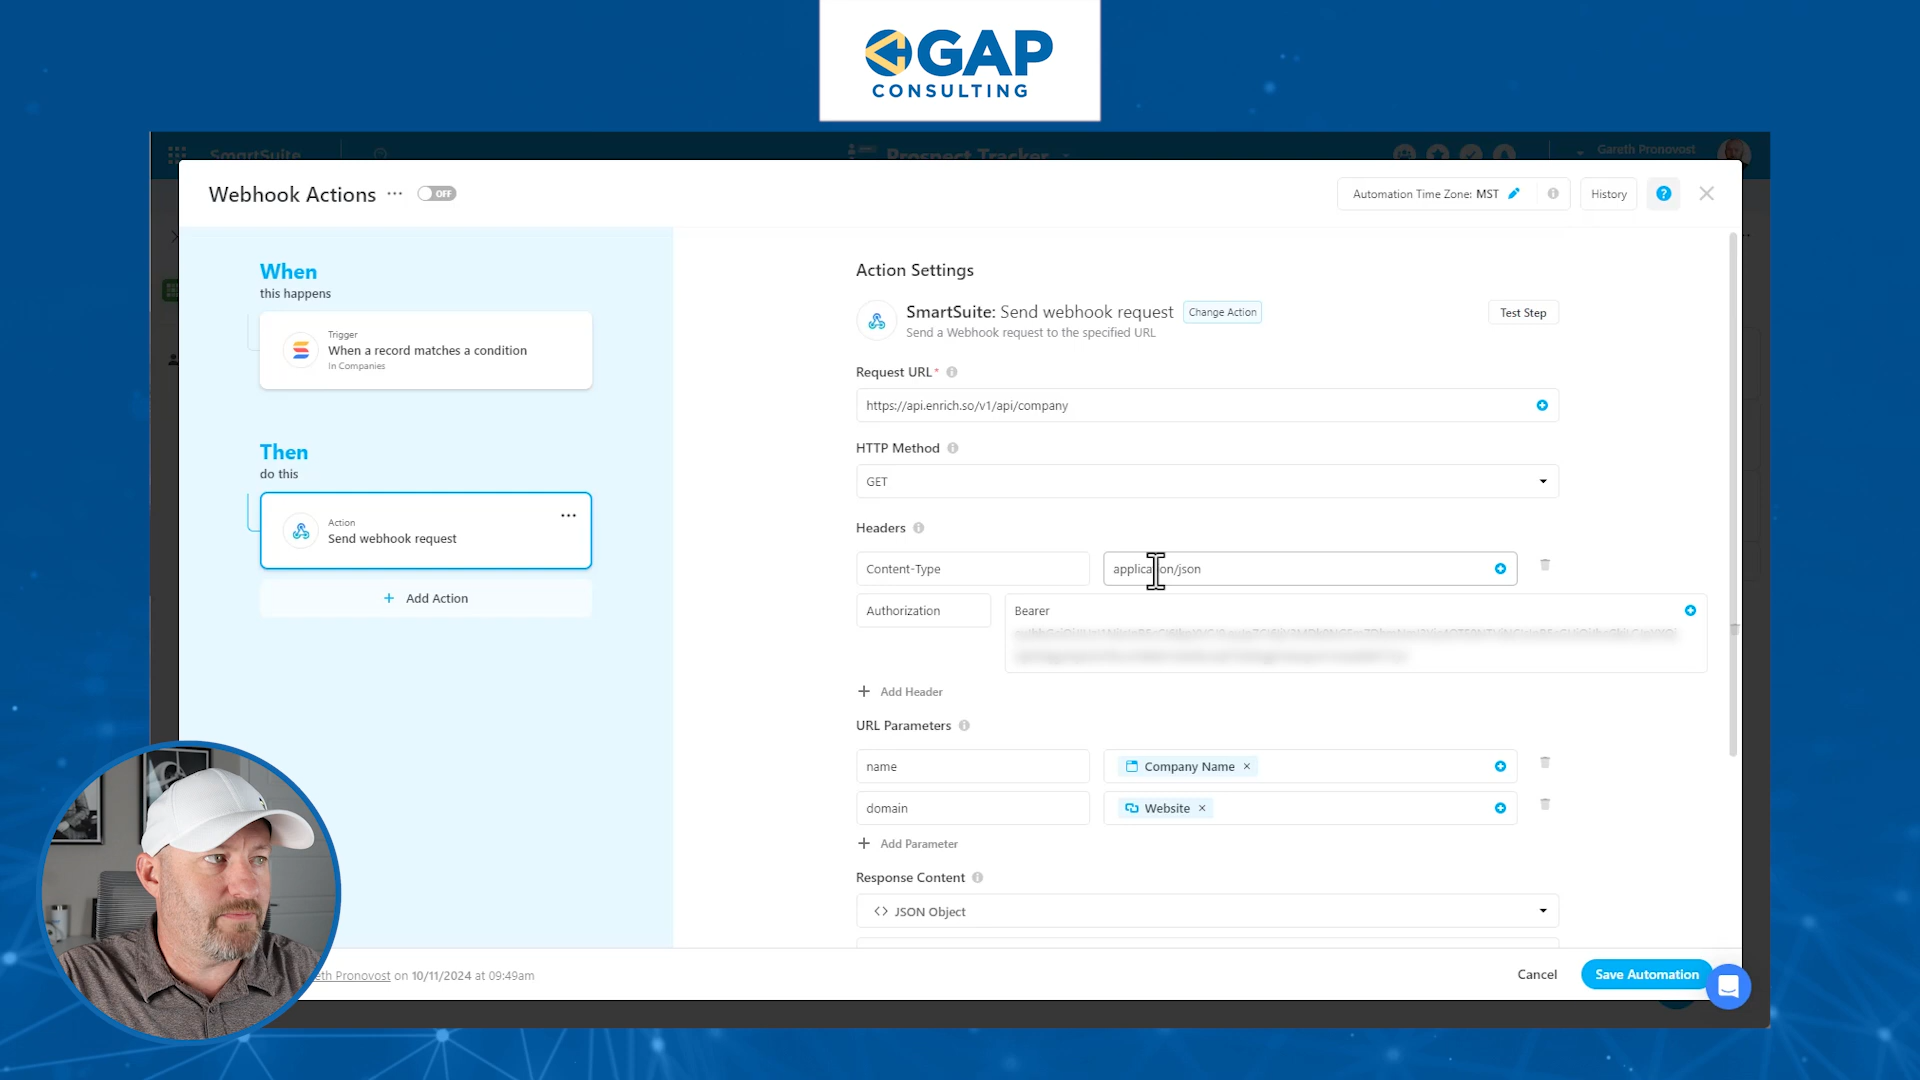 GAP
CONSULTING
SmartSuite
Prospect Tracker
Gareth Pronovost
Webhook Actions
OFF
Automation Time Zone: MST
History
?
When
this happens
Trigger
When a record matches a condition
In Companies
Then
do this
Action
Send webhook request
+ Add Action
Action Settings
SmartSuite: Send webhook request
Change Action
Send a Webhook request to the specified URL
Test Step
Request URL*
https://api.enrich.so/v1/api/company
HTTP Method
GET
Headers
Content-Type
application/json
Authorization
Bearer
+ Add Header
URL Parameters
name
Company Name ×
domain
Website ×
+ Add Parameter
Response Content
<> JSON Object
Pronovost on 10/11/2024 at 09:49am
Cancel
Save Automation